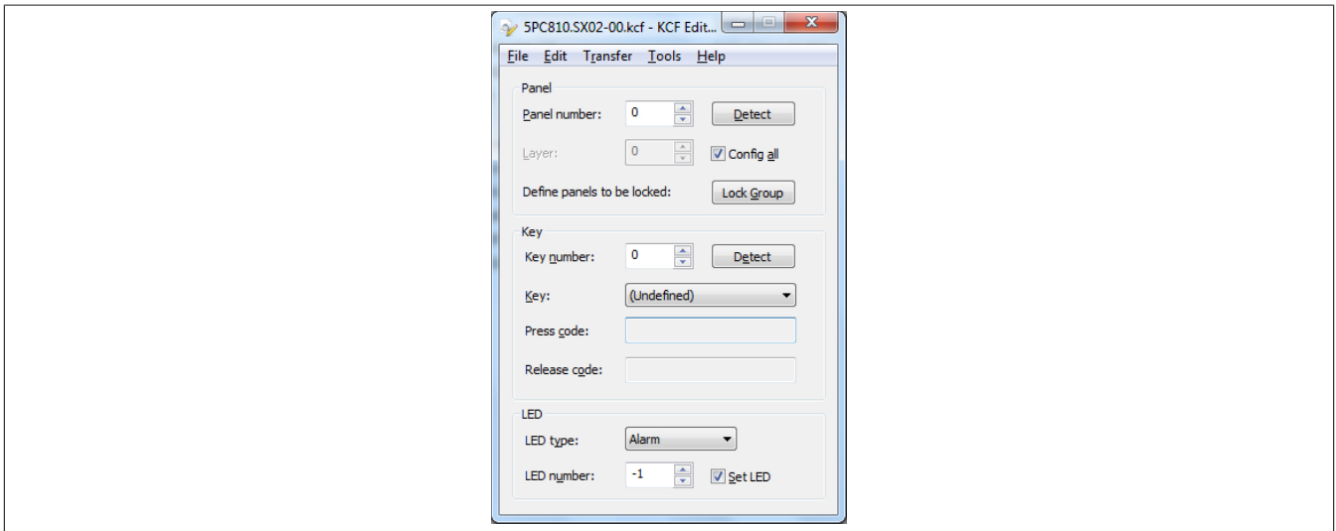 5PC810.SX02-00.kcf - KCF Edit...
File Edit Transfer Tools Help
Panel
Panel number: 0 Detect
Layer: 0 Config all
Define panels to be locked: Lock Group
Key
Key number: 0 Detect
Key: (Undefined)
Press code:
Release code:
LED
LED type: Alarm
LED number: -1 Set LED